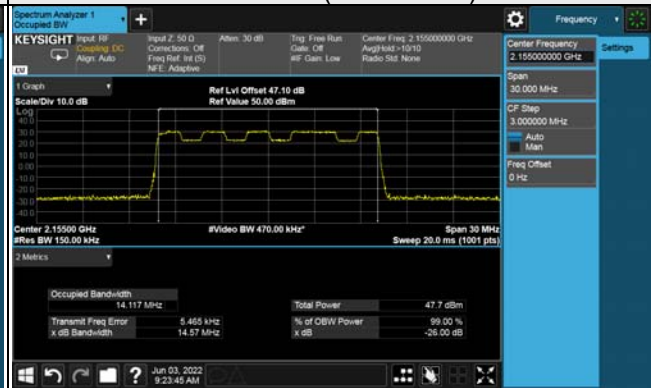 Spectrum Analyzer 1
Occupied BW
Frequency
KEYSIGHT
Input: RF
Coupling: DC
Align: Auto
Input Z: 50 Ω
Corrections: Off
Freq Ref: Int (S)
NFE: Adaptive
Atten: 30 dB
Trig: Free Run
Gate: Off
#IF Gain: Low
Center Freq: 2.155000000 GHz
Avg|Hold:>10/10
Radio Std: None
Center Frequency
2.155000000 GHz
Settings
Span
30.000 MHz
CF Step
3.000000 MHz
Auto
Man
Freq Offset
0 Hz
1 Graph
Scale/Div 10.0 dB
Ref Lvl Offset 47.10 dB
Ref Value 50.00 dBm
Log
40.0
30.0
20.0
10.0
0.00
-10.0
-20.0
-30.0
-40.0
Center 2.15500 GHz
#Res BW 150.00 kHz
#Video BW 470.00 kHz*
Span 30 MHz
Sweep 20.0 ms (1001 pts)
2 Metrics
Occupied Bandwidth
14.117 MHz
Total Power
47.7 dBm
Transmit Freq Error
5.465 kHz
% of OBW Power
99.00 %
x dB Bandwidth
14.57 MHz
x dB
-26.00 dB
Jun 03, 2022
9:23:45 AM